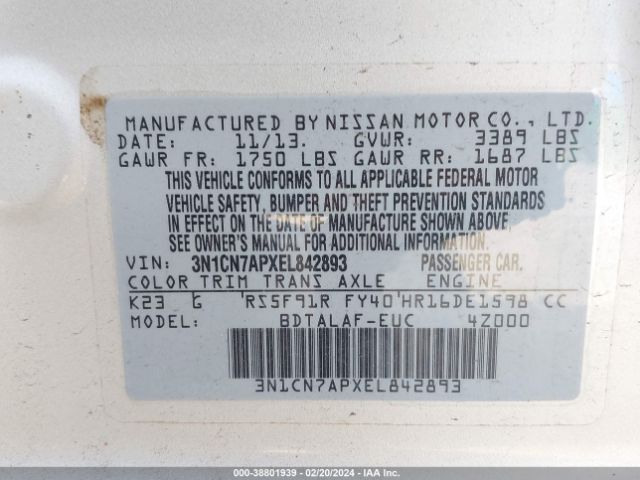 MANUFACTURED BY NISSAN MOTOR CO., LTD.
DATE: 11/13. GVWR: 3389 LBS
GAWR FR: 1750 LBS GAWR RR: 1687 LBS
THIS VEHICLE CONFORMS TO ALL APPLICABLE FEDERAL MOTOR
VEHICLE SAFETY, BUMPER AND THEFT PREVENTION STANDARDS
IN EFFECT ON THE DATE OF MANUFACTURE SHOWN ABOVE.
SEE OWNER'S MANUAL FOR ADDITIONAL INFORMATION.
VIN: 3N1CN7APXEL842893 PASSENGER CAR.
COLOR TRIM TRANS AXLE ENGINE
K23 G RS5F91R FY40 HR16DE1598 CC
MODEL: BDTALAF-EUC 4Z000
3N1CN7APXEL842893
000-38801939 - 02/20/2024 - IAA Inc.